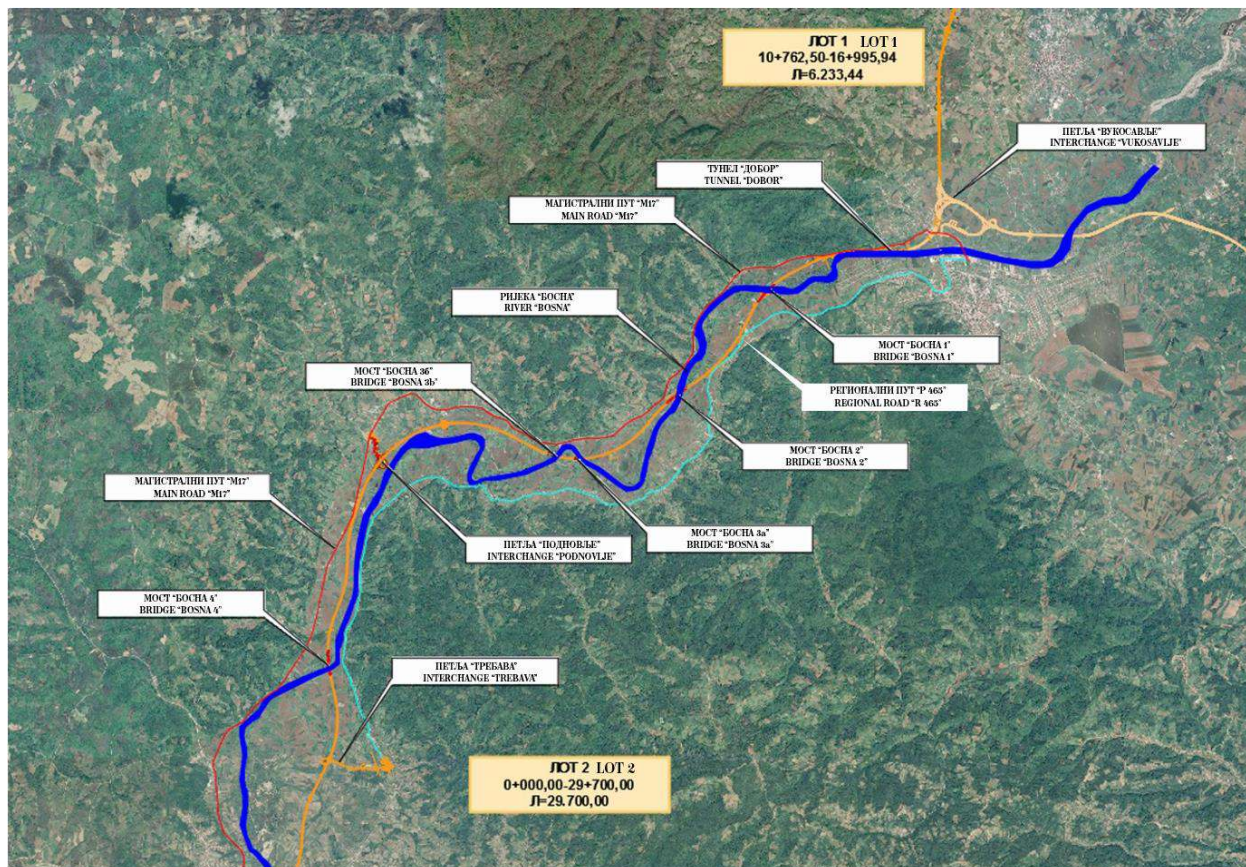 ЛОТ 1 LOT 1
10+762,50-16+995,94
Л=6.233,44
ПЕТЉА "ВУКОСАВЉЕ"
INTERCHANGE "VUKOSAVLJE"
ТУНЕЛ "ДОБОР"
TUNNEL "DOBOR"
МАГИСТРАЛНИ ПУТ "М17"
MAIN ROAD "M17"
РИЈЕКА "БОСНА"
RIVER "BOSNA"
МОСТ "БОСНА 1"
BRIDGE "BOSNA 1"
МОСТ "БОСНА 3б"
BRIDGE "BOSNA 3b"
РЕГИОНАЛНИ ПУТ "Р 465"
REGIONAL ROAD "R 465"
МОСТ "БОСНА 2"
BRIDGE "BOSNA 2"
МАГИСТРАЛНИ ПУТ "М17"
MAIN ROAD "M17"
ПЕТЉА "ПОДНОВЉЕ"
INTERCHANGE "PODNOVLJE"
МОСТ "БОСНА 3а"
BRIDGE "BOSNA 3a"
МОСТ "БОСНА 4"
BRIDGE "BOSNA 4"
ПЕТЉА "ТРЕБАВА"
INTERCHANGE "TREBAVA"
ЛОТ 2 LOT 2
0+000,00-29+700,00
Л=29.700,00